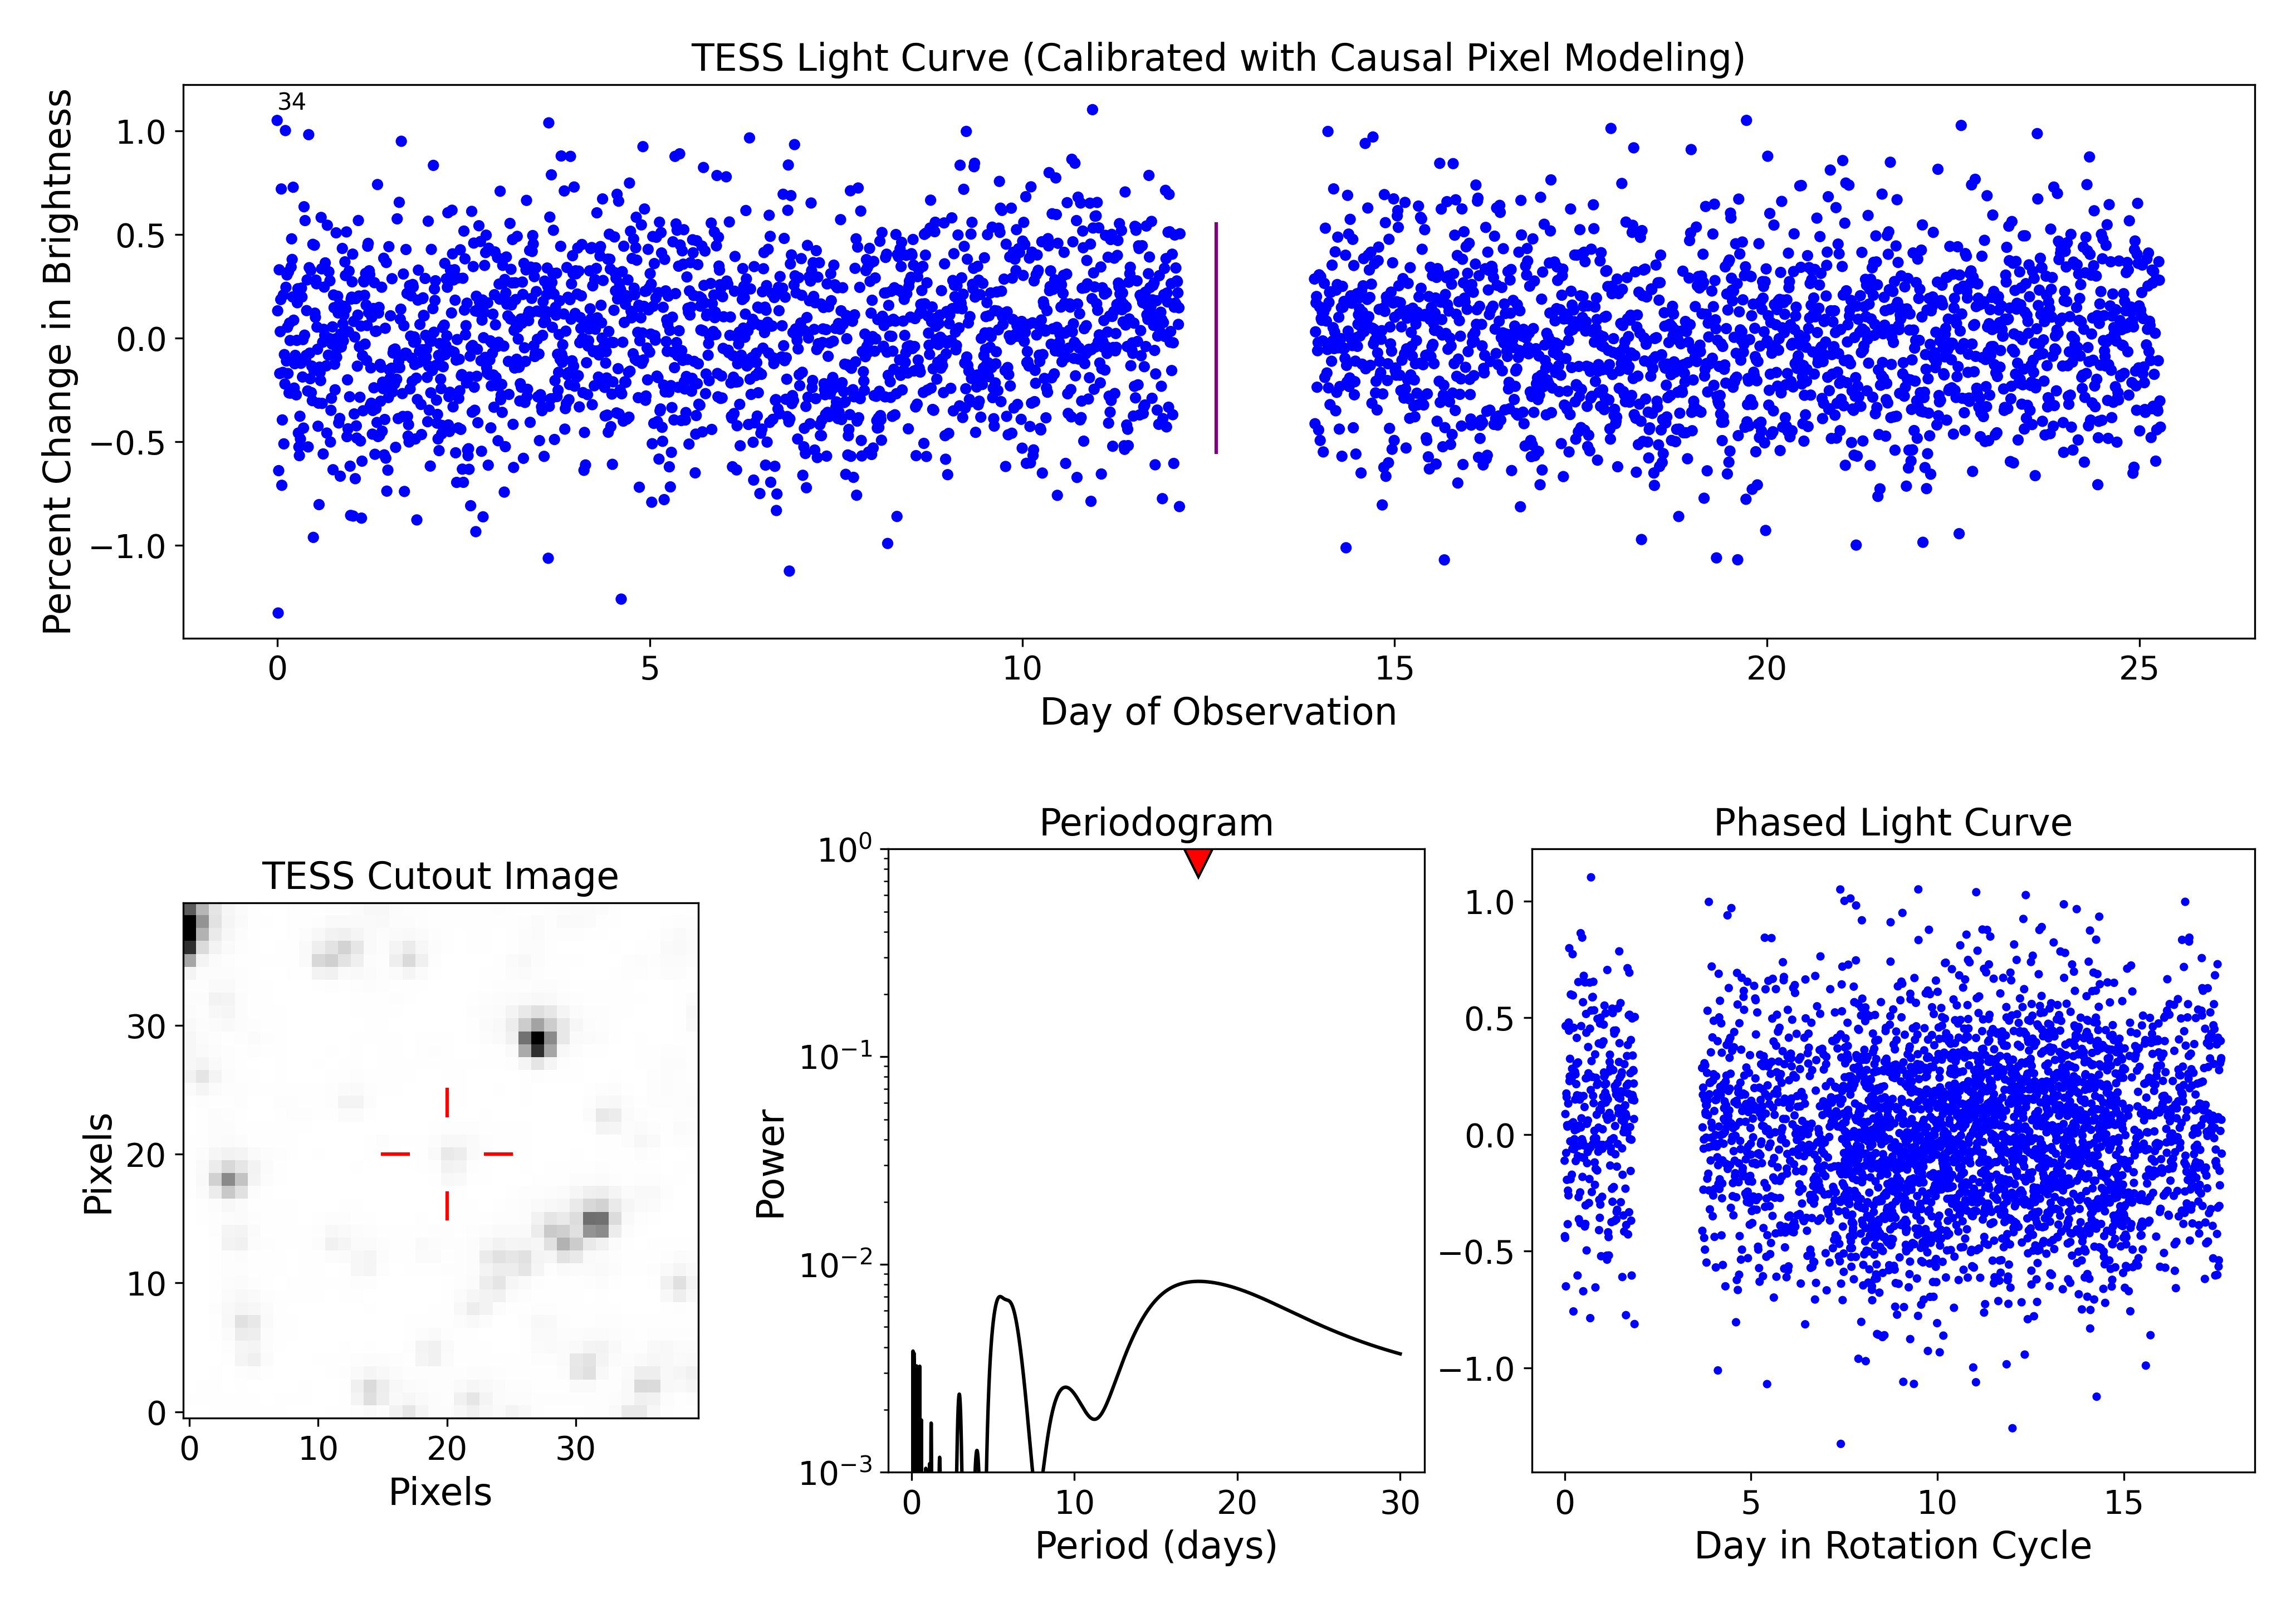 TESS Light Curve (Calibrated with Causal Pixel Modeling)
Percent Change in Brightness
34
1.0
0.5
0.0
−0.5
−1.0
0 5 10 15 20 25
Day of Observation
TESS Cutout Image
Pixels
30
20
10
0
0 10 20 30
Pixels
Periodogram
Power
10⁰
10⁻¹
10⁻²
10⁻³
0 10 20 30
Period (days)
Phased Light Curve
1.0
0.5
0.0
−0.5
−1.0
0 5 10 15
Day in Rotation Cycle